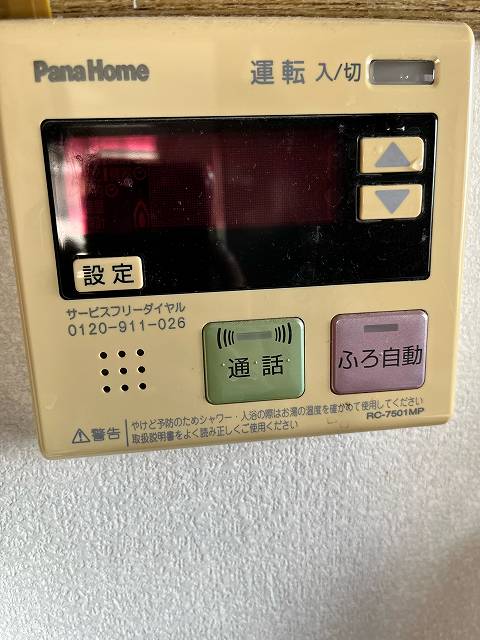 PanaHome
運転 入/切
設定
サービスフリーダイヤル
0120-911-026
通話
ふろ自動
警告
やけど予防のためシャワー・入浴の際はお湯の温度を確かめて使用してください
取扱説明書をよく読み正しくご使用ください
RC-7501MP